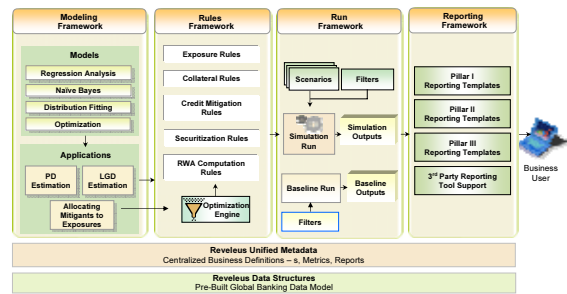 Modeling
Framework
Models
Regression Analysis
Naïve Bayes
Distribution Fitting
Optimization
Applications
PD
Estimation
LGD
Estimation
Allocating
Mitigants to
Exposures
Rules
Framework
Exposure Rules
Collateral Rules
Credit Mitigation
Rules
Securitization Rules
RWA Computation
Rules
Optimization
Engine
Run
Framework
Scenarios
Filters
Simulation
Run
Simulation
Outputs
Baseline Run
Baseline
Outputs
Filters
Reporting
Framework
Pillar I
Reporting Templates
Pillar II
Reporting Templates
Pillar III
Reporting Templates
3rd Party Reporting
Tool Support
Business
User
Reveleus Unified Metadata
Centralized Business Definitions – s, Metrics, Reports
Reveleus Data Structures
Pre-Built Global Banking Data Model